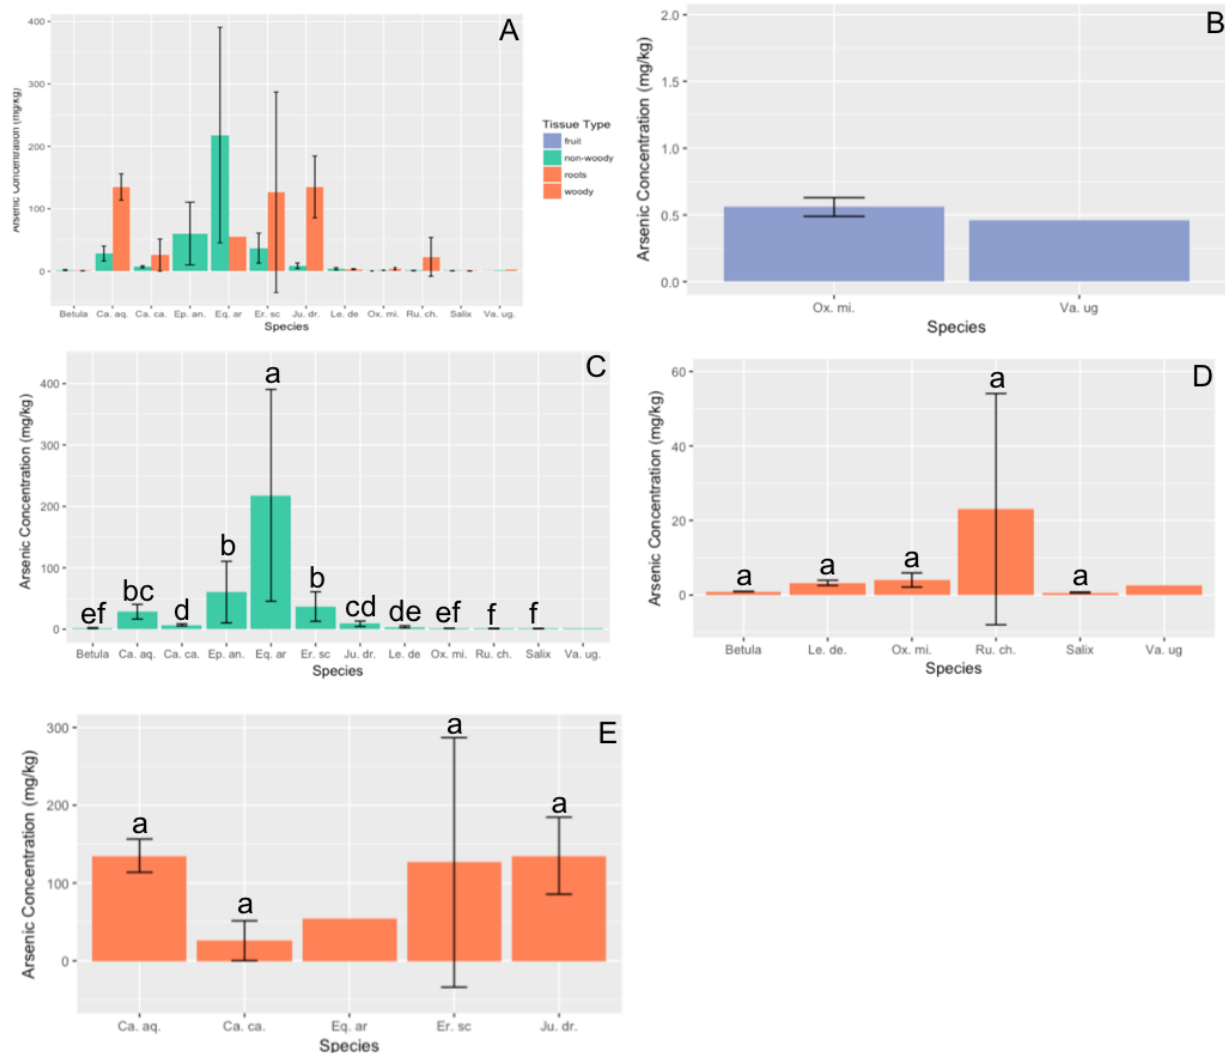 A
400
300
200
100
0
Arsenic Concentration (mg/kg)
Betula Ca. aq. Ca. ca. Ep. an. Eq. ar Er. sc Ju. dr. Le. de Ox. mi. Ru. ch. Salix Va. ug.
Species
Tissue Type
fruit
non-woody
roots
woody
B
2.0
1.5
1.0
0.5
0.0
Arsenic Concentration (mg/kg)
Ox. mi. Va. ug
Species
C
400
300
200
100
0
Arsenic Concentration (mg/kg)
ef bc d b a b cd de ef f f
Betula Ca. aq. Ca. ca. Ep. an. Eq. ar Er. sc Ju. dr. Le. de Ox. mi. Ru. ch. Salix Va. ug.
Species
D
60
40
20
0
Arsenic Concentration (mg/kg)
a a a a a
Betula Le. de. Ox. mi. Ru. ch. Salix Va. ug
Species
E
300
200
100
0
Arsenic Concentration (mg/kg)
a a a a
Ca. aq. Ca. ca. Eq. ar Er. sc Ju. dr.
Species